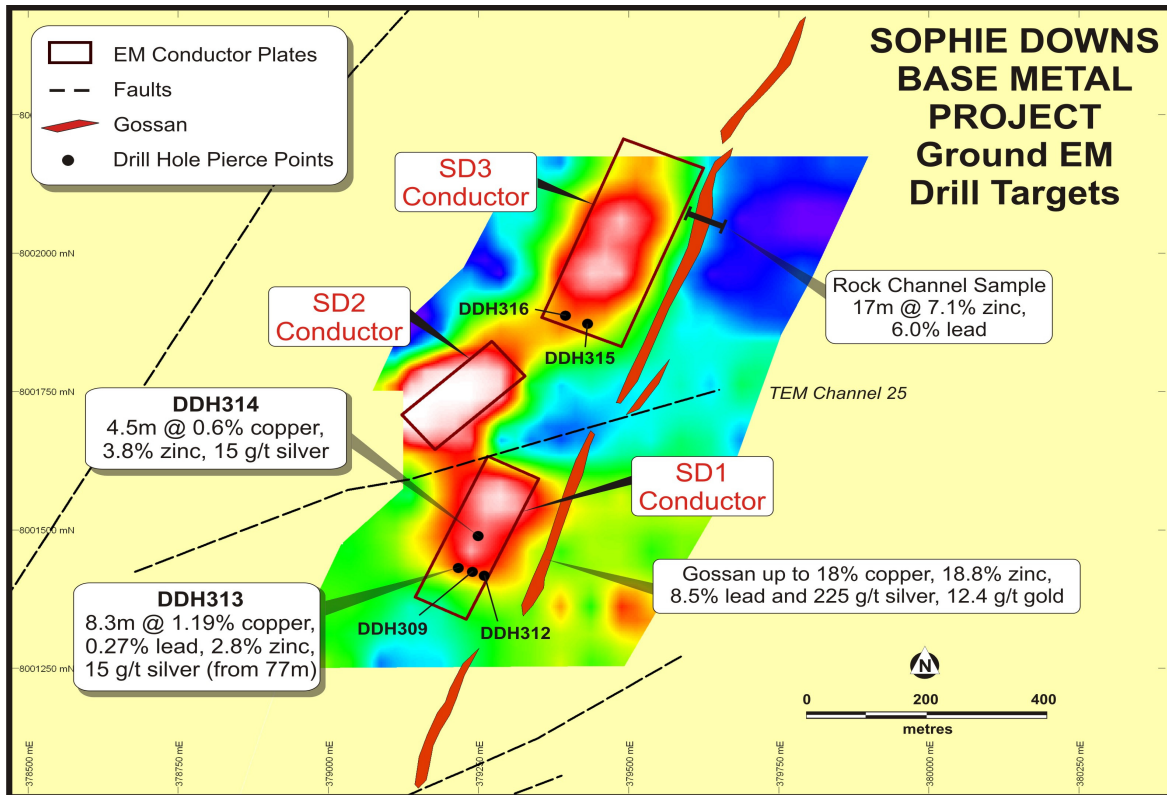 SOPHIE DOWNS
BASE METAL
PROJECT
Ground EM
Drill Targets
EM Conductor Plates
Faults
Gossan
Drill Hole Pierce Points
SD3
Conductor
SD2
Conductor
Rock Channel Sample
17m @ 7.1% zinc,
6.0% lead
DDH316
DDH315
TEM Channel 25
DDH314
4.5m @ 0.6% copper,
3.8% zinc, 15 g/t silver
SD1
Conductor
Gossan up to 18% copper, 18.8% zinc,
8.5% lead and 225 g/t silver, 12.4 g/t gold
DDH313
8.3m @ 1.19% copper,
0.27% lead, 2.8% zinc,
15 g/t silver (from 77m)
DDH309
DDH312
N
0 200 400
metres
8002000 mN
8001750 mN
8001500 mN
8001250 mN
378500 mE
378750 mE
379000 mE
379250 mE
379500 mE
379750 mE
380000 mE
380250 mE